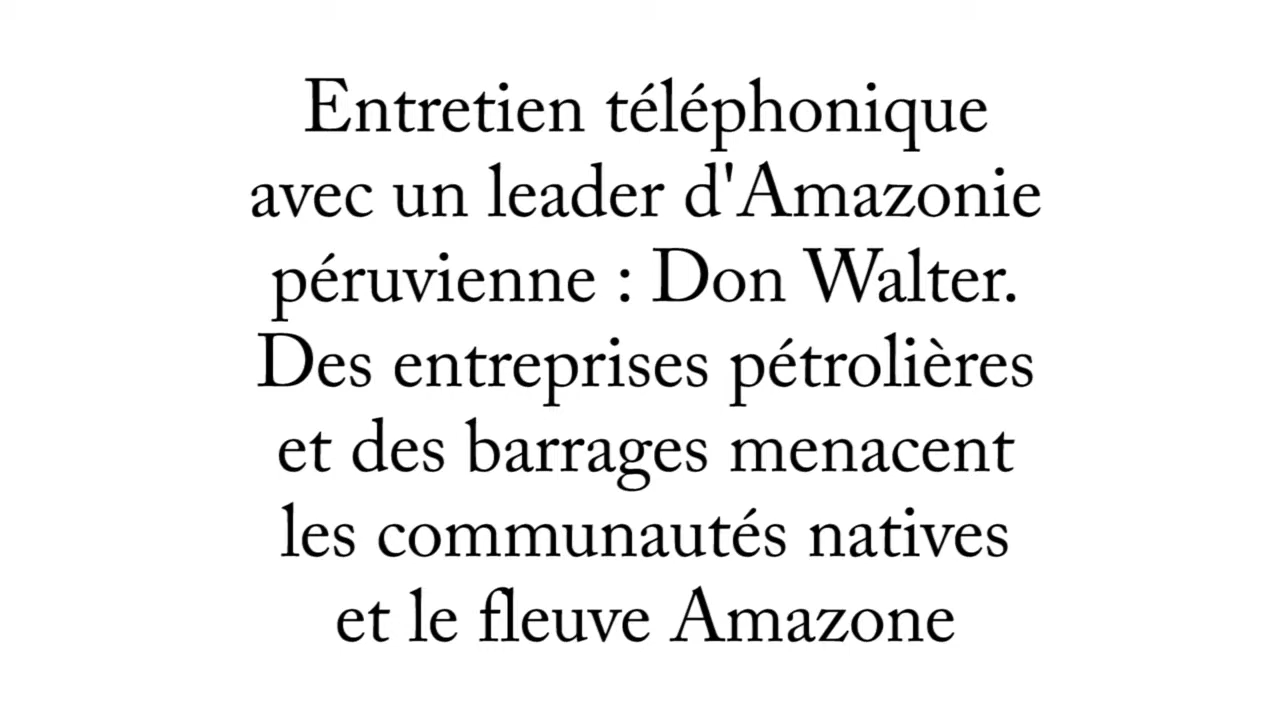 Entretien téléphonique
avec un leader d'Amazonie
péruvienne : Don Walter.
Des entreprises pétrolières
et des barrages menacent
les communautés natives
et le fleuve Amazone